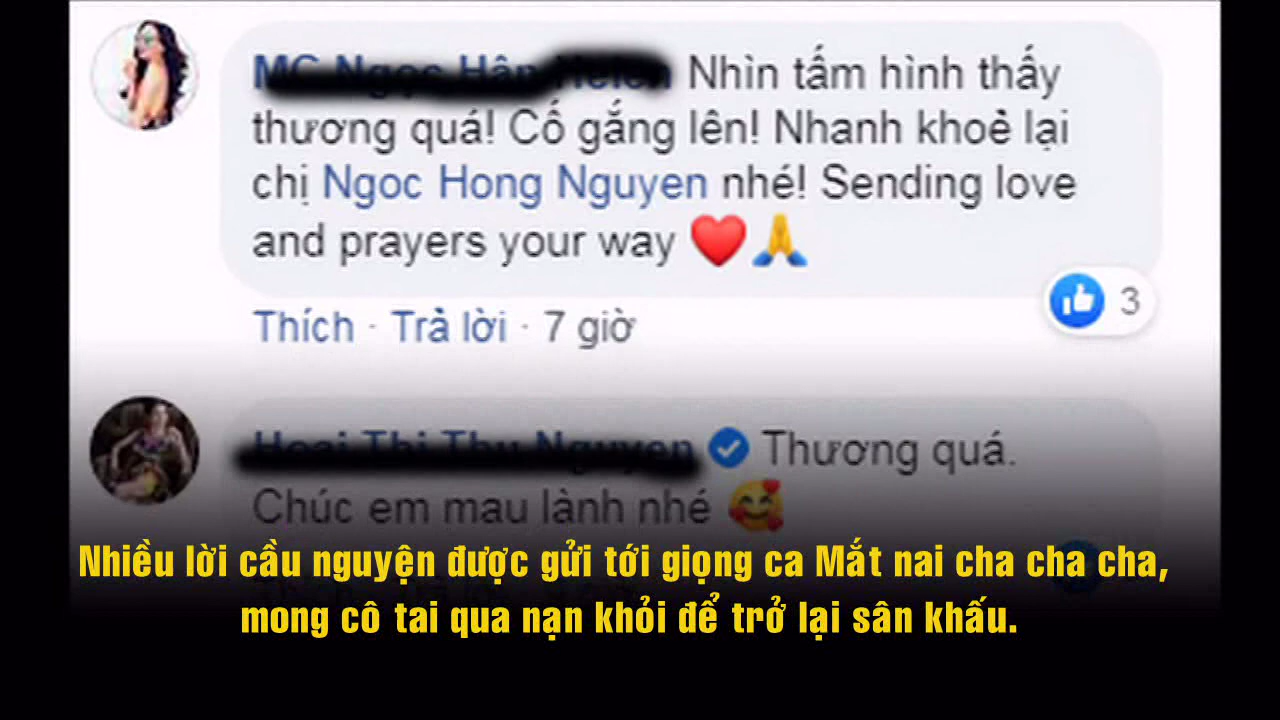 Nhìn tấm hình thấy
thương quá! Cố gắng lên! Nhanh khoẻ lại
chị Ngoc Hong Nguyen nhé! Sending love
and prayers your way ❤️🙏
Thích · Trả lời · 7 giờ
3
Thương quá.
Chúc em mau lành nhé 🥰
Nhiều lời cầu nguyện được gửi tới giọng ca Mắt nai cha cha cha,
mong cô tai qua nạn khỏi để trở lại sân khấu.